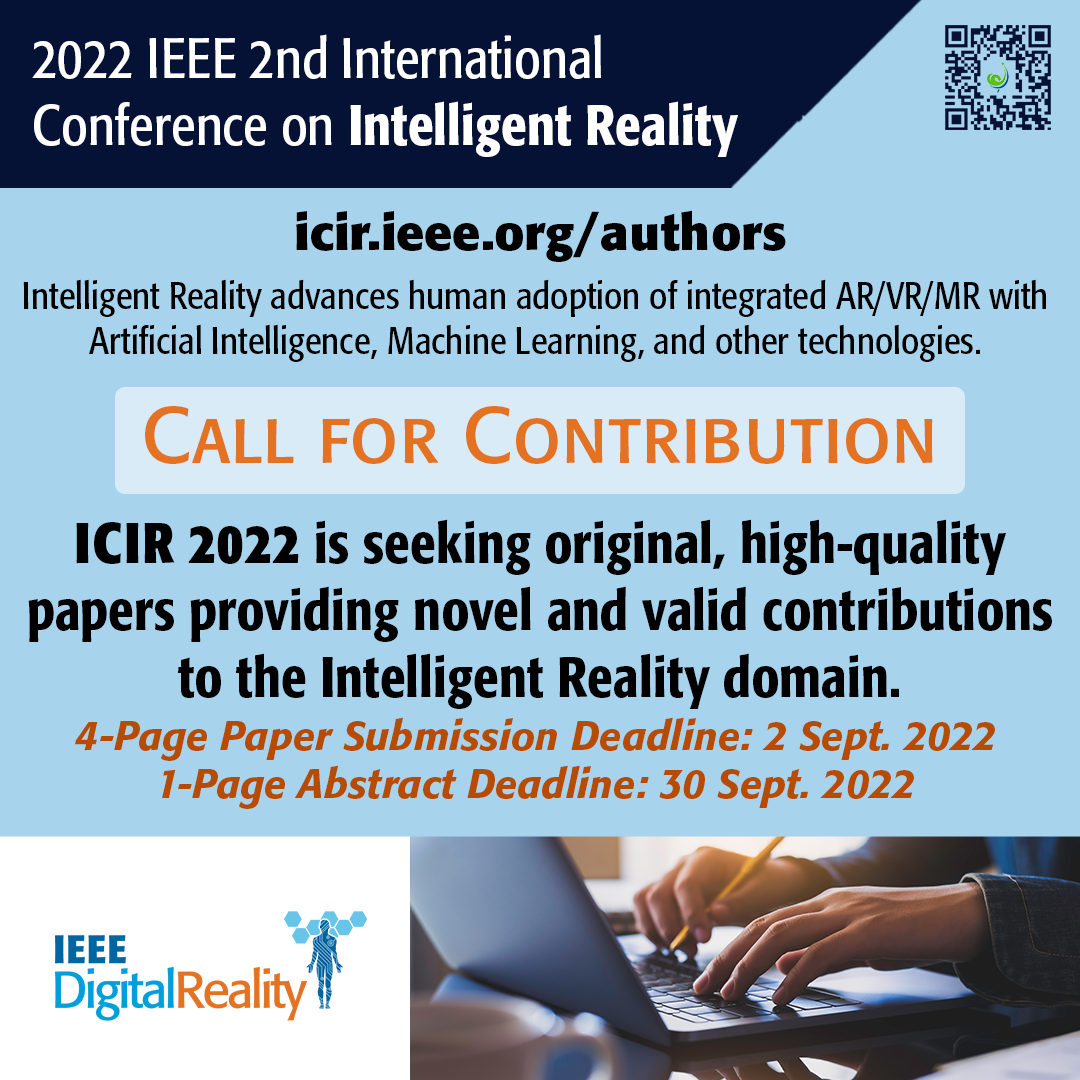 2022 IEEE 2nd International
Conference on Intelligent Reality
icir.ieee.org/authors
Intelligent Reality advances human adoption of integrated AR/VR/MR with
Artificial Intelligence, Machine Learning, and other technologies.
CALL FOR CONTRIBUTION
ICIR 2022 is seeking original, high-quality
papers providing novel and valid contributions
to the Intelligent Reality domain.
4-Page Paper Submission Deadline: 2 Sept. 2022
1-Page Abstract Deadline: 30 Sept. 2022
IEEE
DigitalReality